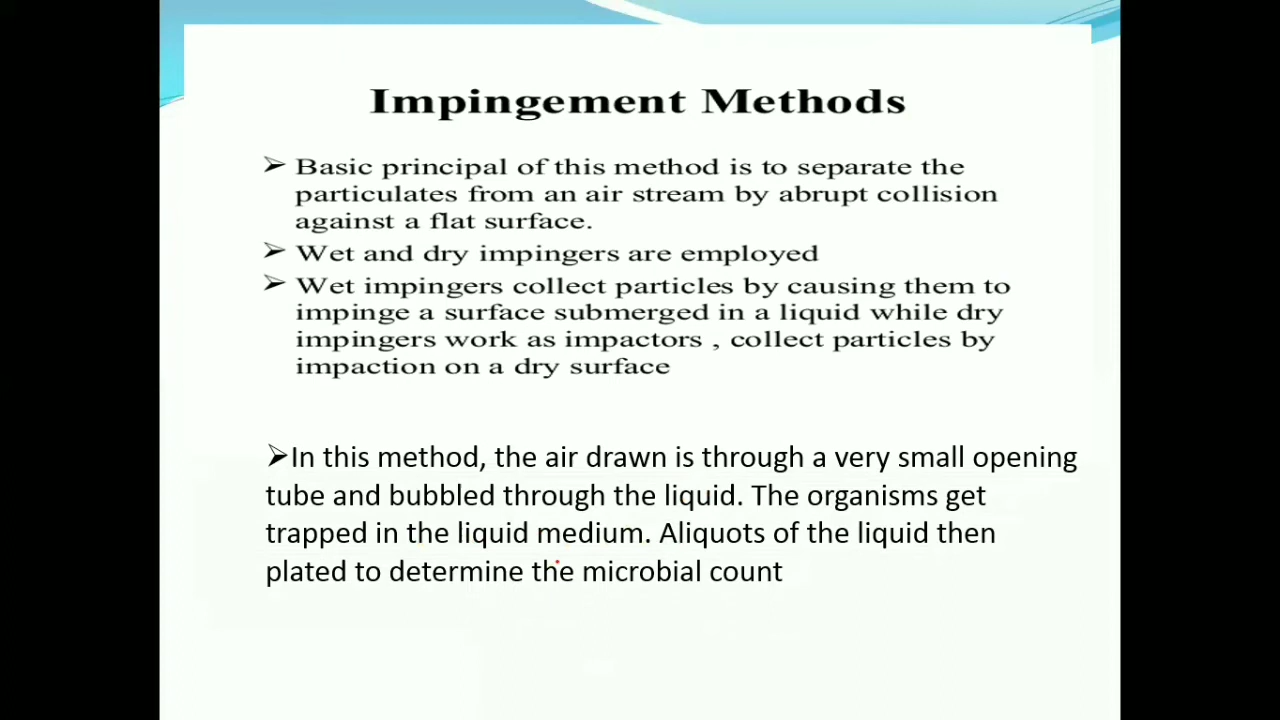 Impingement Methods
➢ Basic principal of this method is to separate the
particulates from an air stream by abrupt collision
against a flat surface.
➢ Wet and dry impingers are employed
➢ Wet impingers collect particles by causing them to
impinge a surface submerged in a liquid while dry
impingers work as impactors , collect particles by
impaction on a dry surface
➢In this method, the air drawn is through a very small opening
tube and bubbled through the liquid. The organisms get
trapped in the liquid medium. Aliquots of the liquid then
plated to determine the microbial count